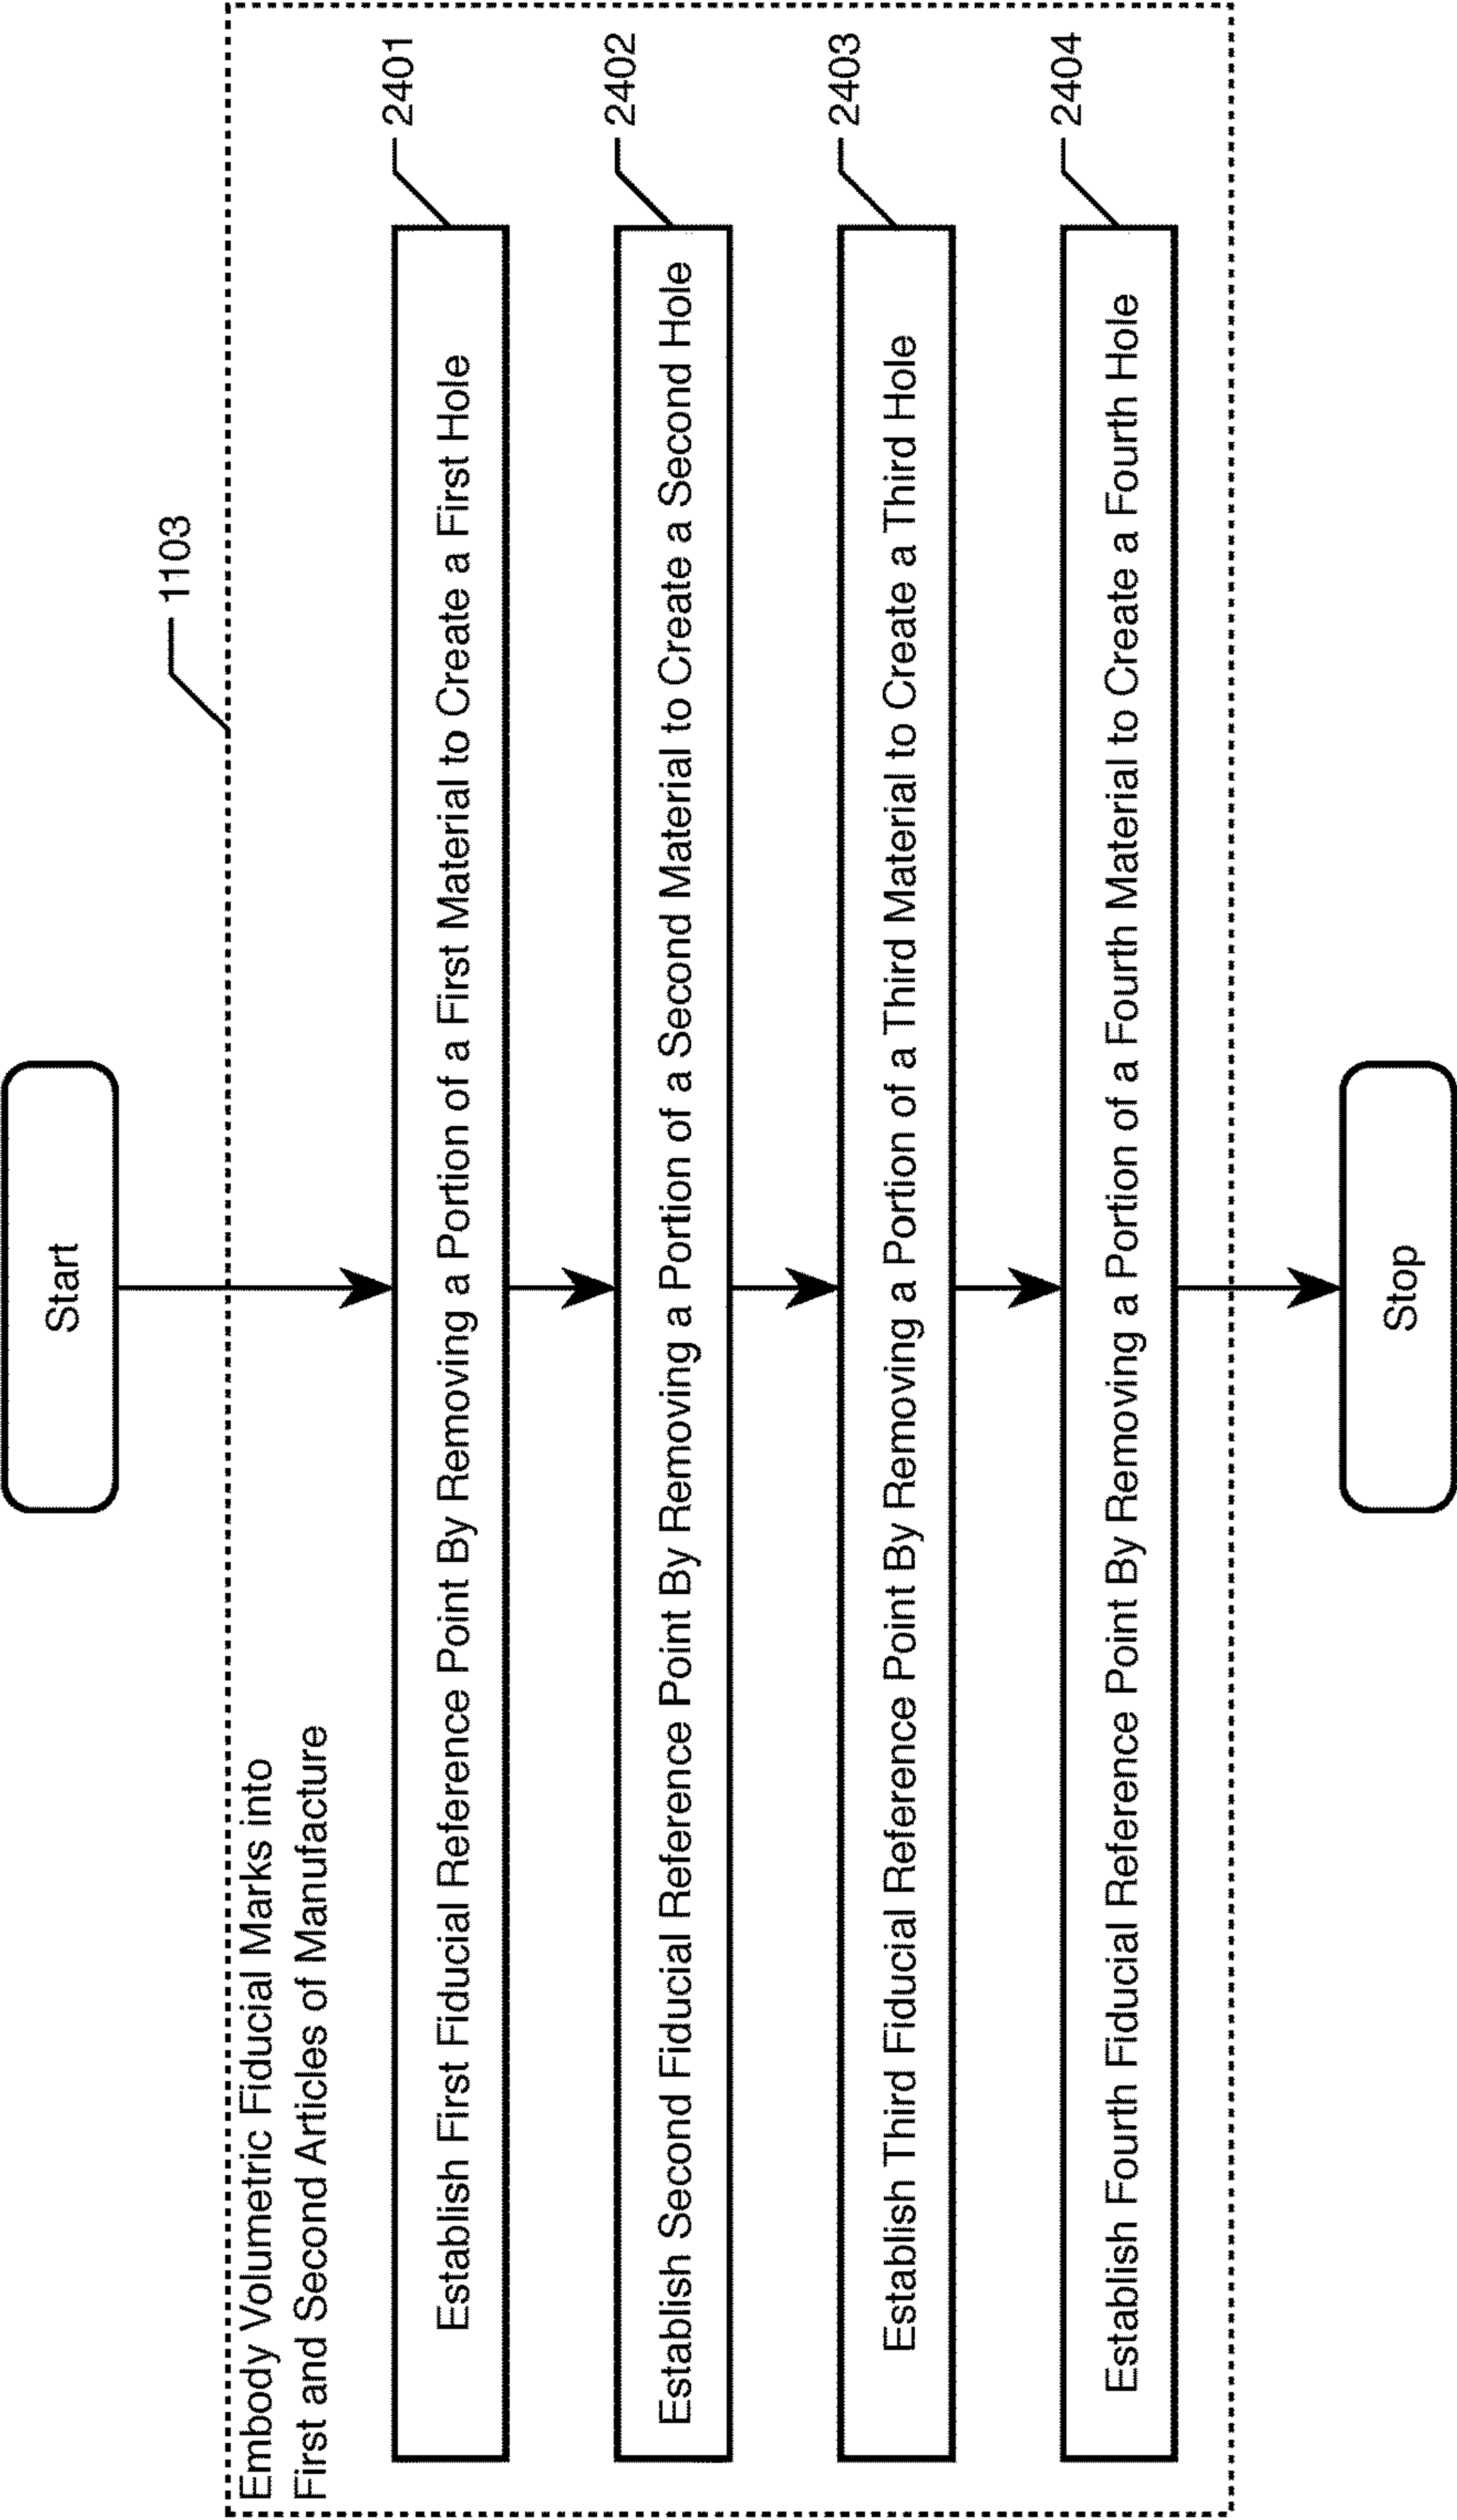 Start
1103
Embody Volumetric Fiducial Marks into
First and Second Articles of Manufacture
2401
Establish First Fiducial Reference Point By Removing a Portion of a First Material to Create a First Hole
2402
Establish Second Fiducial Reference Point By Removing a Portion of a Second Material to Create a Second Hole
2403
Establish Third Fiducial Reference Point By Removing a Portion of a Third Material to Create a Third Hole
2404
Establish Fourth Fiducial Reference Point By Removing a Portion of a Fourth Material to Create a Fourth Hole
Stop